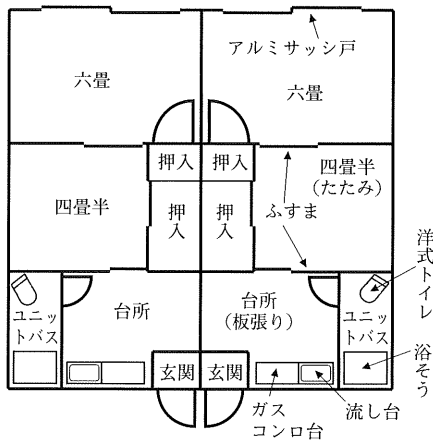 アルミサッシ戸
六畳
六畳
押入
押入
四畳半
(たたみ)
四畳半
押入
押入
ふすま
洋式トイレ
台所
台所
(板張り)
ユニッ
トバス
ユニッ
トバス
浴そう
玄関
玄関
ガス
コンロ台
流し台